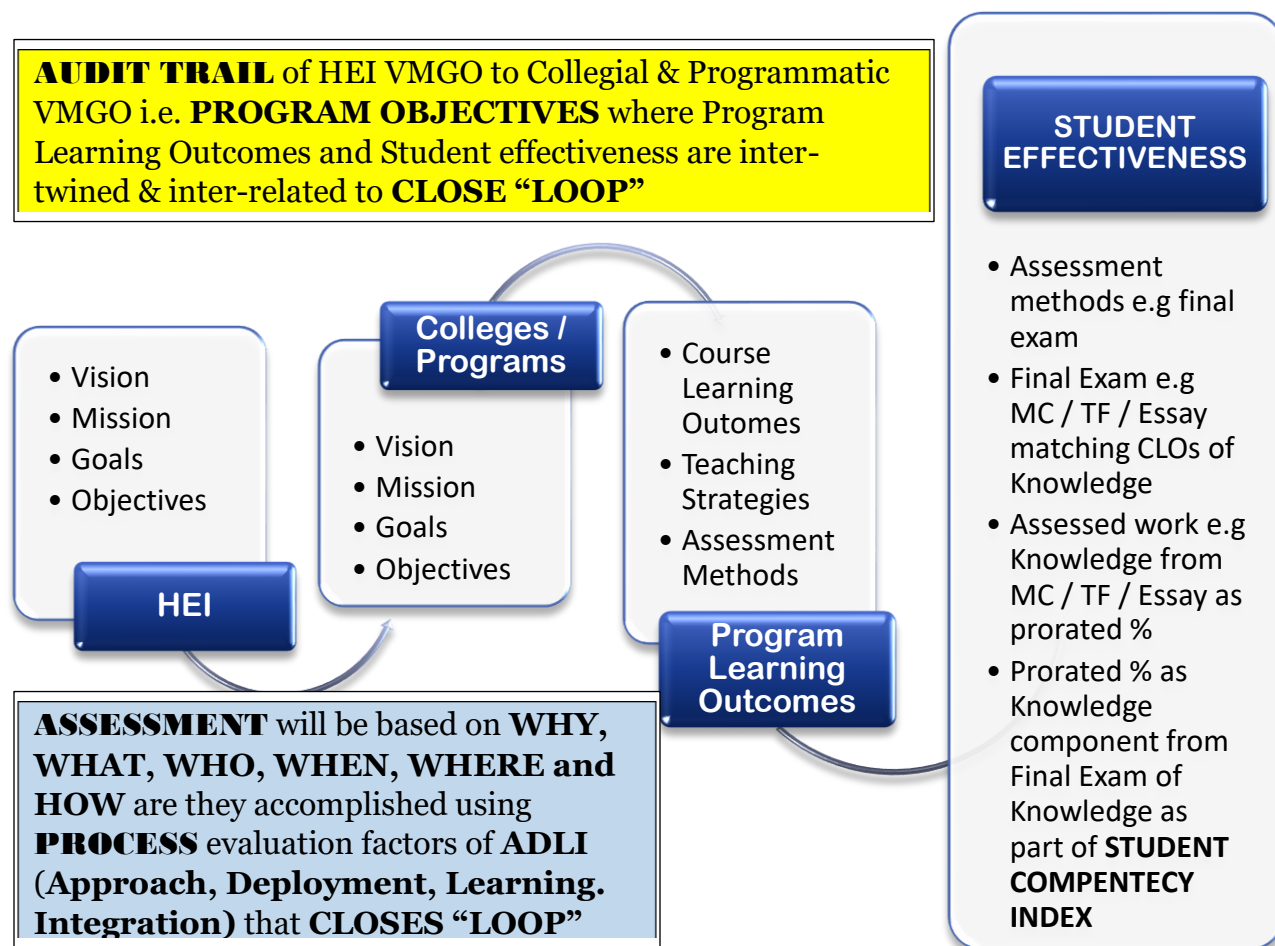 AUDIT TRAIL of HEI VMGO to Collegial & Programmatic
VMGO i.e. PROGRAM OBJECTIVES where Program
Learning Outcomes and Student effectiveness are inter-
twined & inter-related to CLOSE “LOOP”
• Vision
• Mission
• Goals
• Objectives
HEI
Colleges /
Programs
• Vision
• Mission
• Goals
• Objectives
• Course
Learning
Outomes
• Teaching
Strategies
• Assessment
Methods
Program
Learning
Outcomes
STUDENT
EFFECTIVENESS
• Assessment
methods e.g final
exam
• Final Exam e.g
MC / TF / Essay
matching CLOs of
Knowledge
• Assessed work e.g
Knowledge from
MC / TF / Essay as
prorated %
• Prorated % as
Knowledge
component from
Final Exam of
Knowledge as
part of STUDENT
COMPENTECY
INDEX
ASSESSMENT will be based on WHY,
WHAT, WHO, WHEN, WHERE and
HOW are they accomplished using
PROCESS evaluation factors of ADLI
(Approach, Deployment, Learning.
Integration) that CLOSES “LOOP”